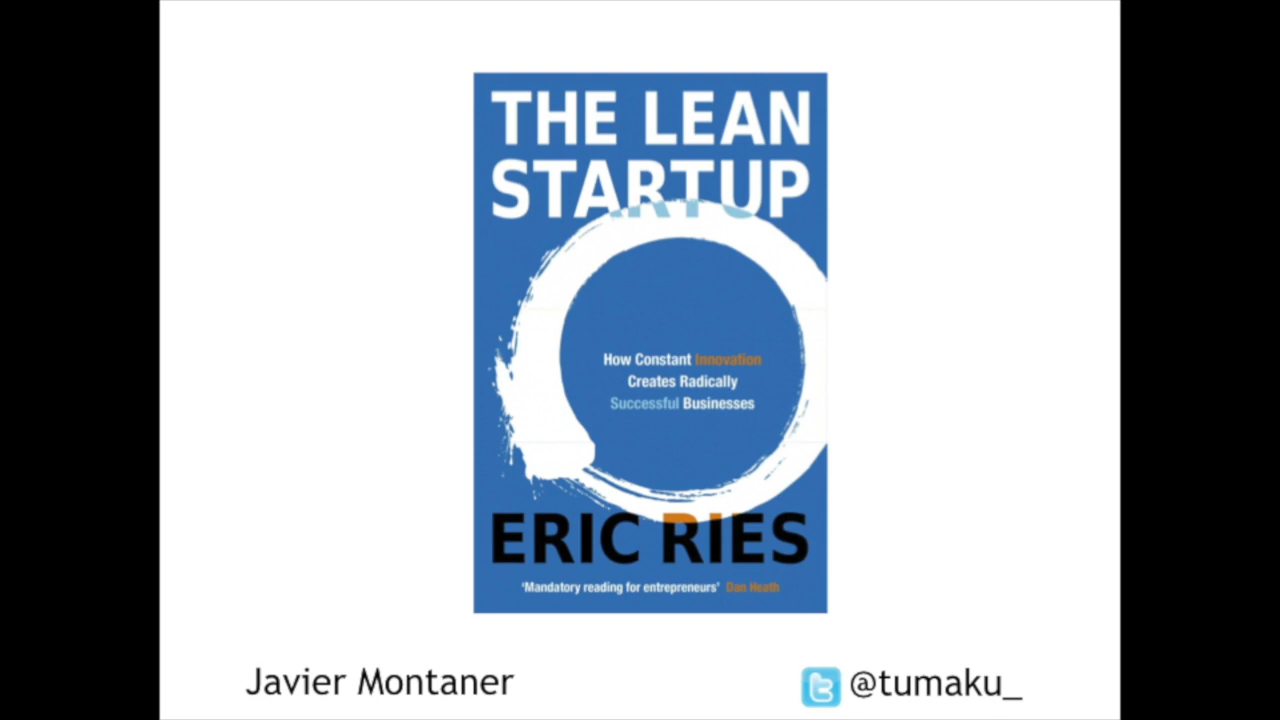 THE LEAN
STARTUP
How Constant Innovation
Creates Radically
Successful Businesses
ERIC RIES
‘Mandatory reading for entrepreneurs’ Dan Heath
Javier Montaner
@tumaku_